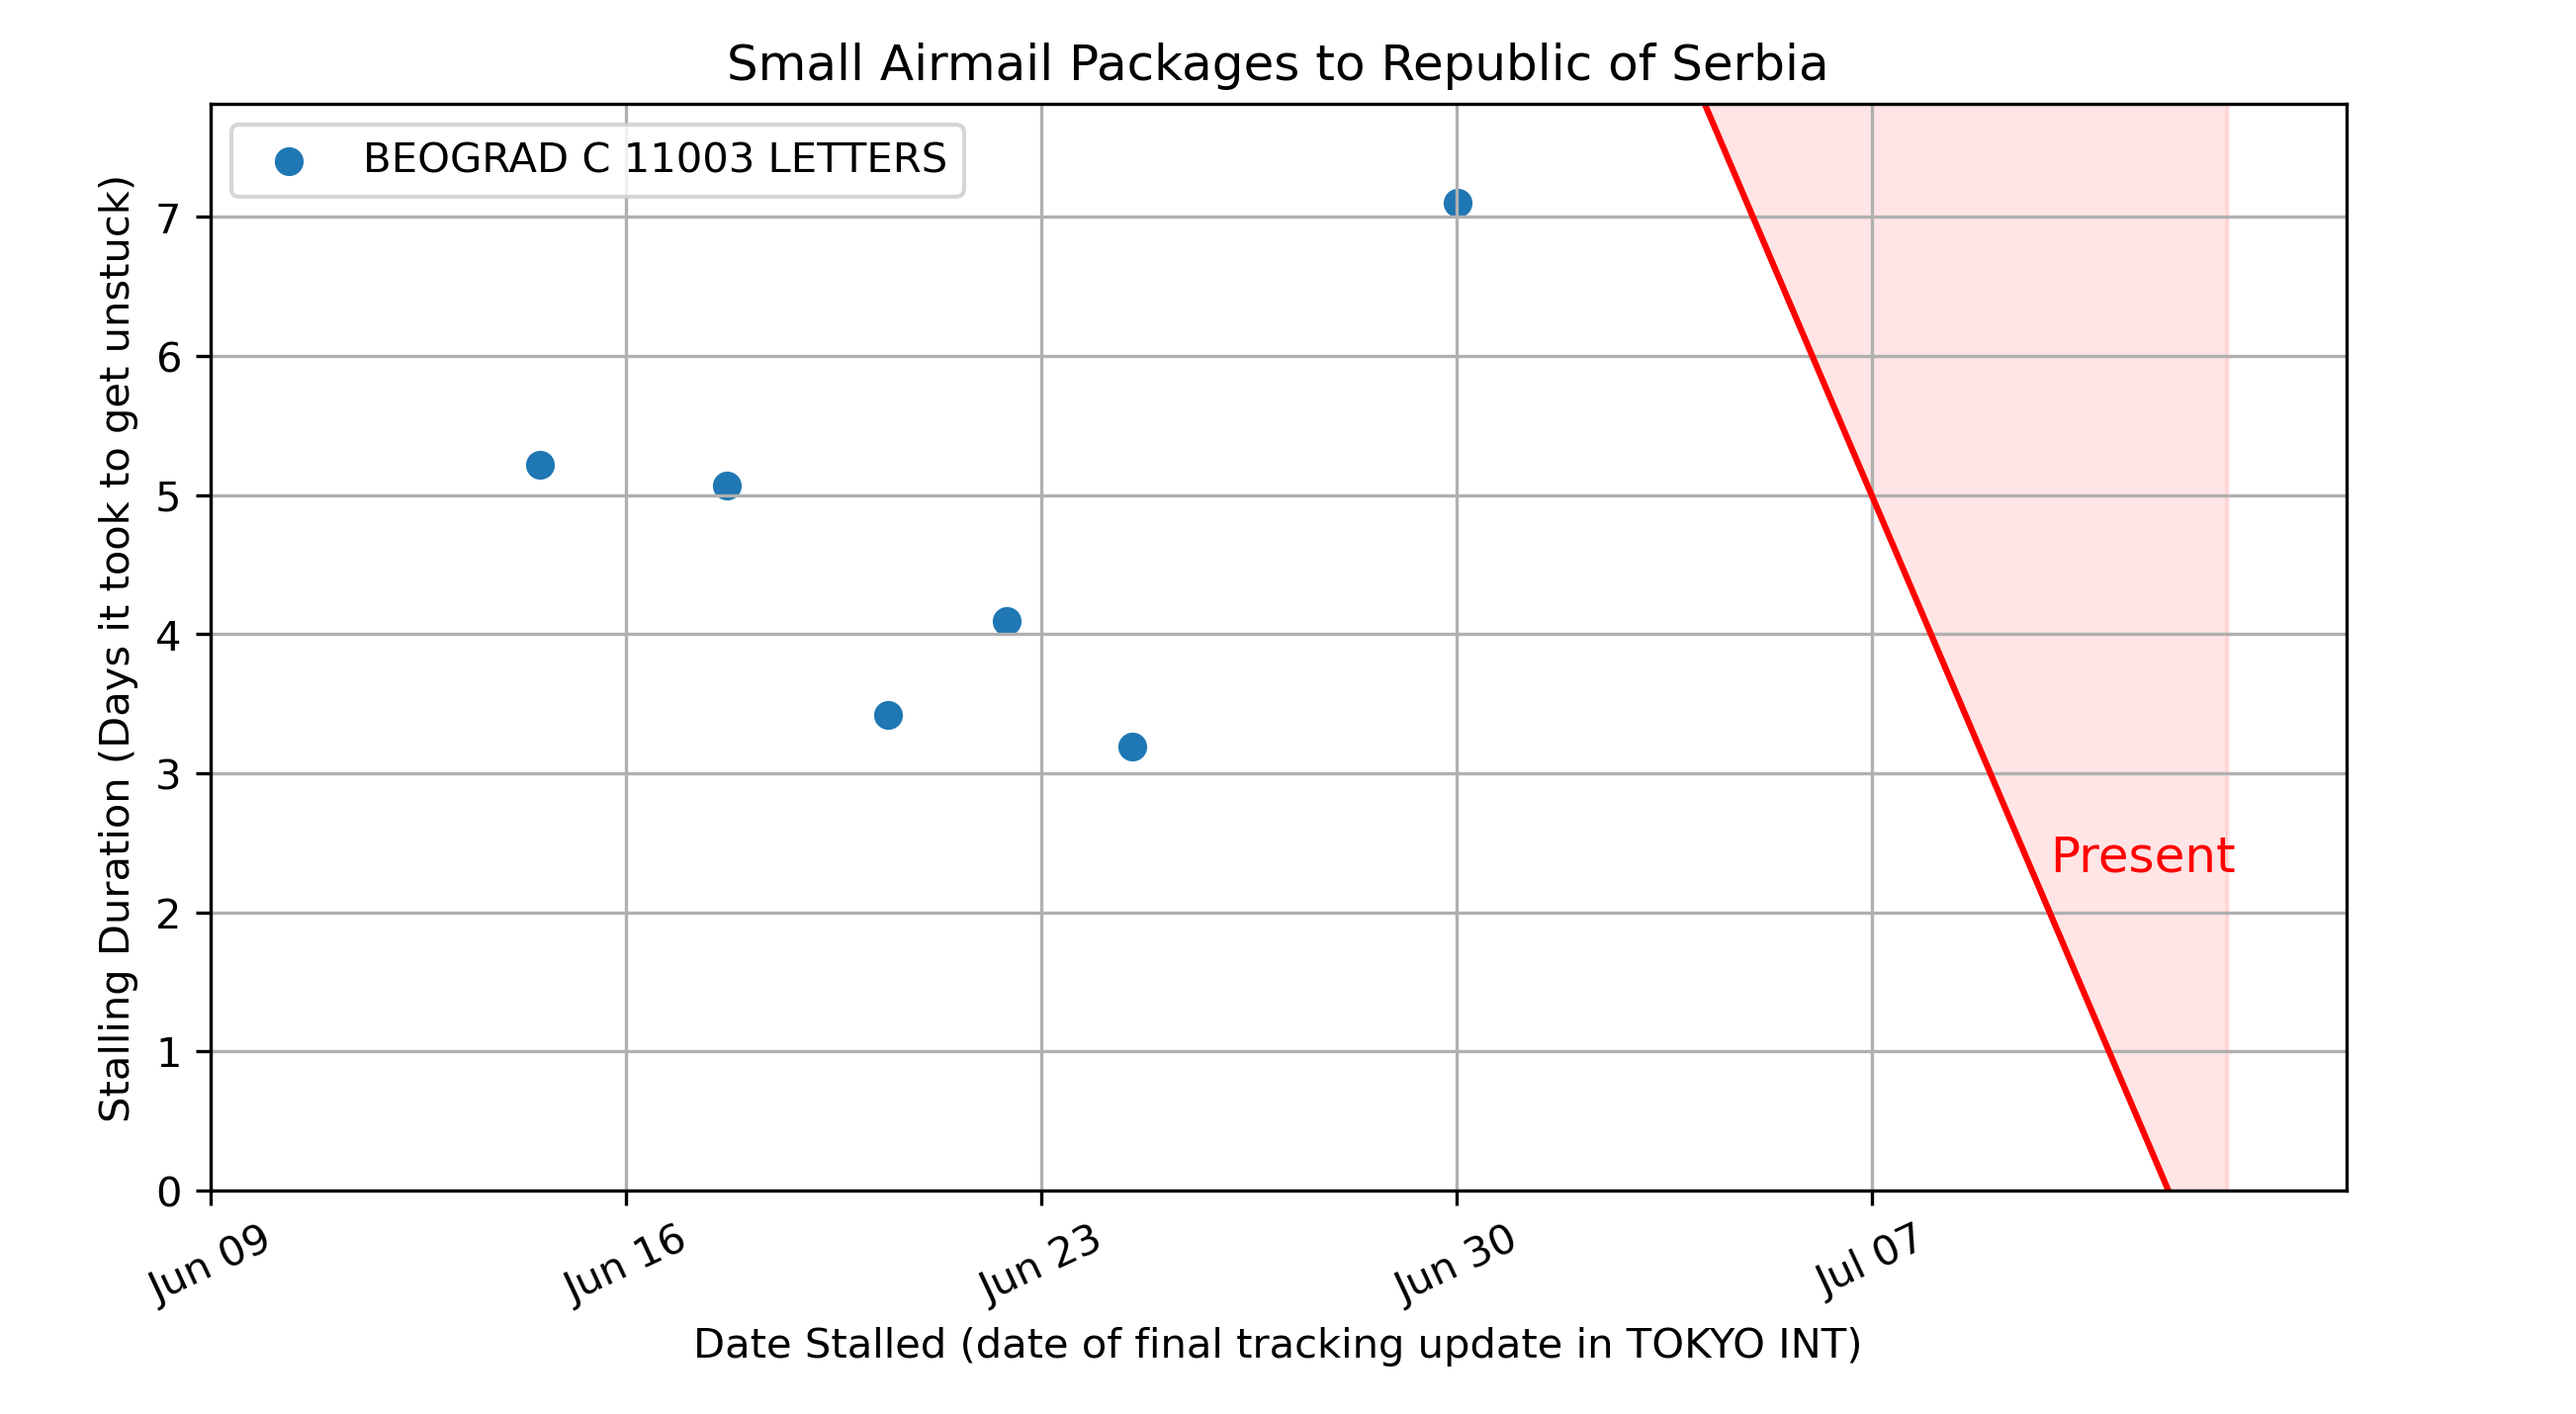 Small Airmail Packages to Republic of Serbia
BEOGRAD C 11003 LETTERS
Stalling Duration (Days it took to get unstuck)
7
6
5
4
3
2
1
0
Present
Jun 09
Jun 16
Jun 23
Jun 30
Jul 07
Date Stalled (date of final tracking update in TOKYO INT)